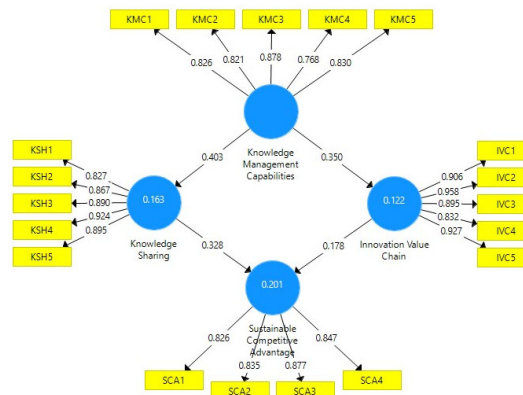 KMC1
KMC2
KMC3
KMC4
KMC5
0.826
0.821
0.878
0.768
0.830
Knowledge
Management
Capabilities
0.403
0.350
KSH1
KSH2
KSH3
KSH4
KSH5
0.827
0.867
0.890
0.924
0.895
0.163
Knowledge
Sharing
IVC1
IVC2
IVC3
IVC4
IVC5
0.906
0.958
0.895
0.832
0.927
0.122
Innovation Value
Chain
0.328
0.178
0.201
Sustainable
Competitive
Advantage
0.826
0.835
0.877
0.847
SCA1
SCA2
SCA3
SCA4